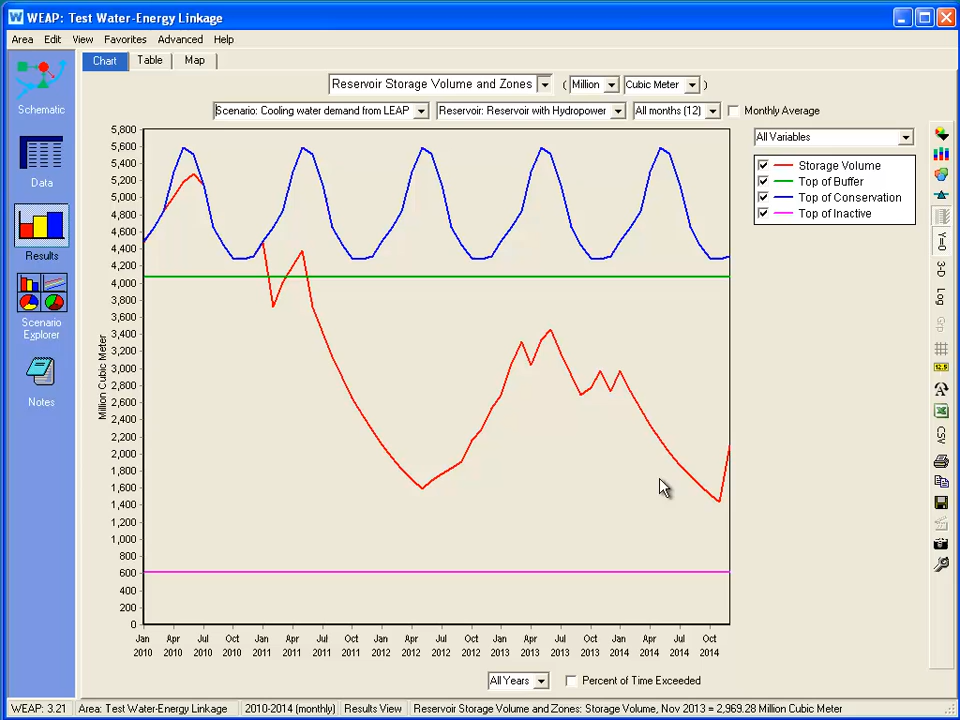 WEAP: Test Water-Energy Linkage
Area Edit View Favorites Advanced Help
Chart Table Map
Reservoir Storage Volume and Zones ( Million Cubic Meter )
Scenario: Cooling water demand from LEAP Reservoir: Reservoir with Hydropower All months (12) Monthly Average
Schematic
Data
Results
Scenario
Explorer
Notes
All Variables
Storage Volume
Top of Buffer
Top of Conservation
Top of Inactive
Million Cubic Meter
5,800
5,600
5,400
5,200
5,000
4,800
4,600
4,400
4,200
4,000
3,800
3,600
3,400
3,200
3,000
2,800
2,600
2,400
2,200
2,000
1,800
1,600
1,400
1,200
1,000
800
600
400
200
0
Jan Apr Jul Oct Jan Apr Jul Oct Jan Apr Jul Oct Jan Apr Jul Oct Jan Apr Jul Oct
2010 2010 2010 2010 2011 2011 2011 2011 2012 2012 2012 2012 2013 2013 2013 2013 2014 2014 2014 2014
Y=0
3-D
Log
Grp
12.5
CSV
All Years Percent of Time Exceeded
WEAP: 3.21 Area: Test Water-Energy Linkage 2010-2014 (monthly) Results View Reservoir Storage Volume and Zones: Storage Volume, Nov 2013 = 2,969.28 Million Cubic Meter